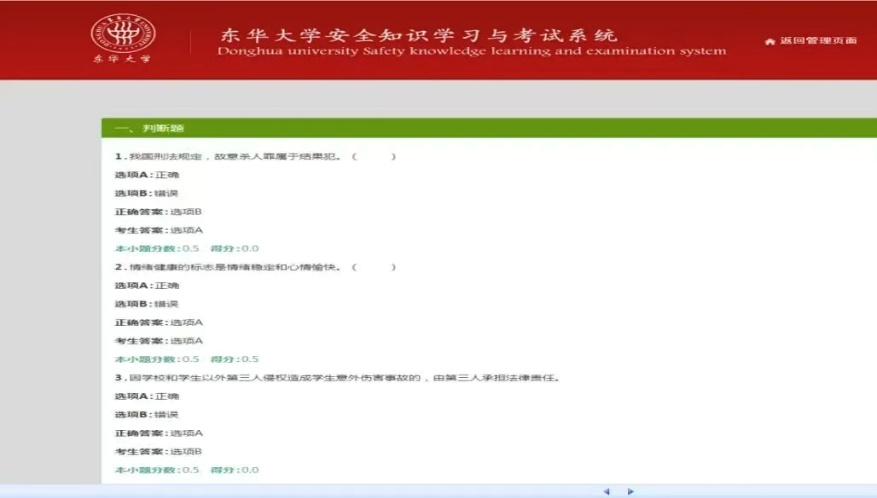 东华大学安全知识学习与考试系统
Donghua university Safety knowledge learning and examination system
东华大学
返回管理页面
一、判断题
1.我国刑法规定，故意杀人罪属于结果犯。（ ）
选项A:正确
选项B:错误
正确答案:选项B
考生答案:选项A
本小题分数:0.5 得分:0.0
2.情绪健康的标志是情绪稳定和心情愉快。（ ）
选项A:正确
选项B:错误
正确答案:选项A
考生答案:选项A
本小题分数:0.5 得分:0.5
3.因学校和学生以外第三人侵权造成学生意外伤害事故的，由第三人承担法律责任。
选项A:正确
选项B:错误
正确答案:选项A
考生答案:选项B
本小题分数:0.5 得分:0.0